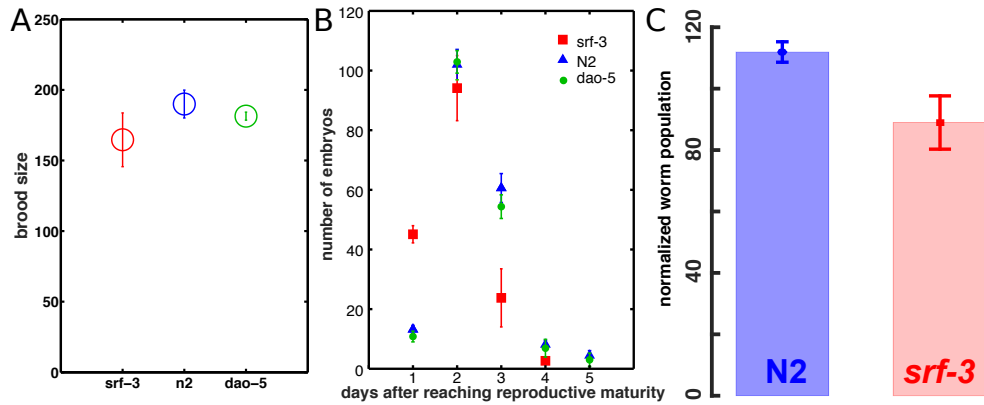 A
brood size
250
200
150
100
50
0
srf-3
n2
dao-5
B
number of embryos
120
100
80
60
40
20
0
srf-3
N2
dao-5
1 2 3 4 5
days after reaching reproductive maturity
C
normalized worm population
120
80
40
0
N2
srf-3